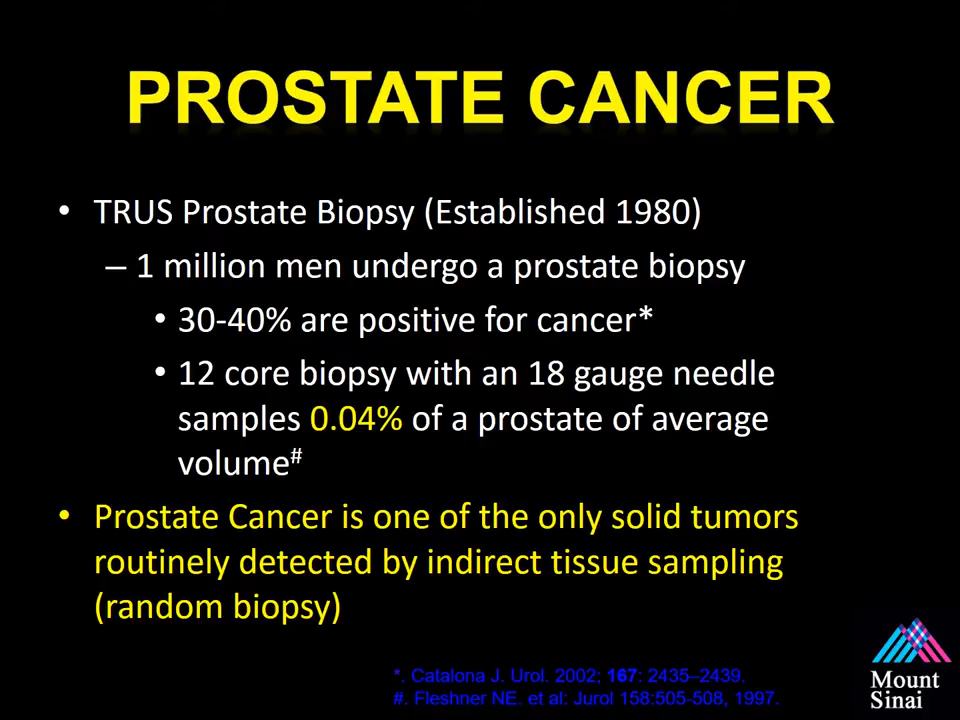 PROSTATE CANCER
• TRUS Prostate Biopsy (Established 1980)
– 1 million men undergo a prostate biopsy
• 30-40% are positive for cancer*
• 12 core biopsy with an 18 gauge needle
samples 0.04% of a prostate of average
volume#
• Prostate Cancer is one of the only solid tumors
routinely detected by indirect tissue sampling
(random biopsy)
*. Catalona J. Urol. 2002; 167: 2435–2439.
#. Fleshner NE. et al: Jurol 158:505-508, 1997.
Mount
Sinai